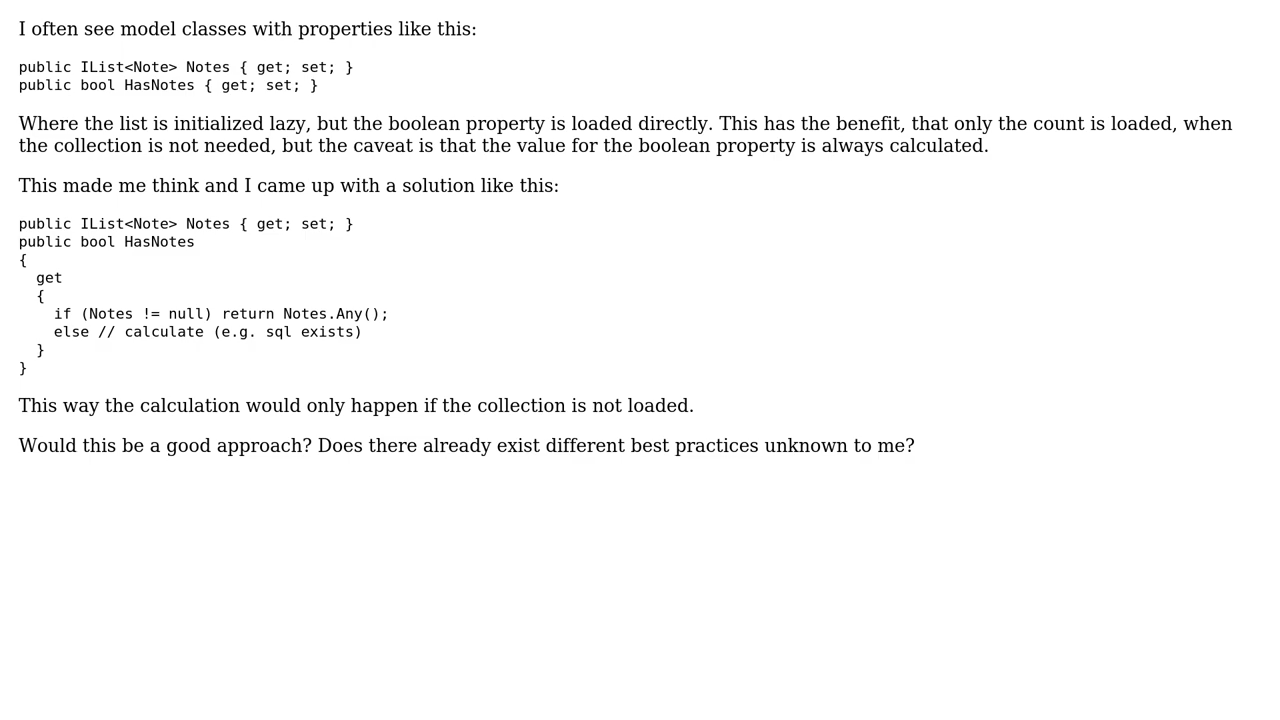 I often see model classes with properties like this:
public IList<Note> Notes { get; set; }
public bool HasNotes { get; set; }
Where the list is initialized lazy, but the boolean property is loaded directly. This has the benefit, that only the count is loaded, when
the collection is not needed, but the caveat is that the value for the boolean property is always calculated.
This made me think and I came up with a solution like this:
public IList<Note> Notes { get; set; }
public bool HasNotes
{
  get
  {
    if (Notes != null) return Notes.Any();
    else // calculate (e.g. sql exists)
  }
}
This way the calculation would only happen if the collection is not loaded.
Would this be a good approach? Does there already exist different best practices unknown to me?